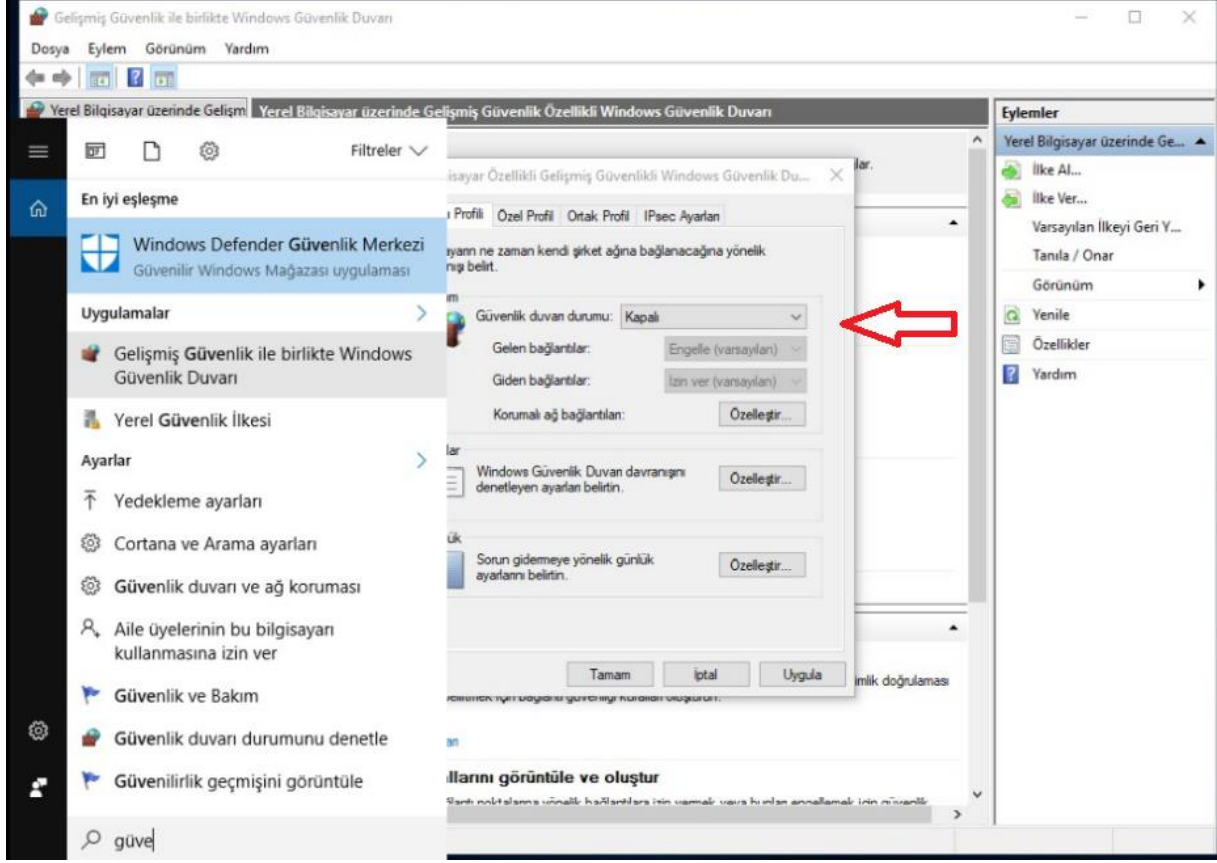 Gelişmiş Güvenlik ile birlikte Windows Güvenlik Duvarı
Dosya Eylem Görünüm Yardım
Yerel Bilgisayar üzerinde Gelişm
Yerel Bilgisayar üzerinde Gelişmiş Güvenlik Özellikli Windows Güvenlik Duvarı
Filtreler
En iyi eşleşme
Windows Defender Güvenlik Merkezi
Güvenilir Windows Mağazası uygulaması
Uygulamalar
Gelişmiş Güvenlik ile birlikte Windows
Güvenlik Duvarı
Yerel Güvenlik İlkesi
Ayarlar
Yedekleme ayarları
Cortana ve Arama ayarları
Güvenlik duvarı ve ağ koruması
Aile üyelerinin bu bilgisayarı
kullanmasına izin ver
Güvenlik ve Bakım
Güvenlik duvarı durumunu denetle
Güvenilirlik geçmişini görüntüle
güve
lar.
isayar Özellikli Gelişmiş Güvenlikli Windows Güvenlik Du...
ı Profili Özel Profil Ortak Profil IPsec Ayarları
ayarın ne zaman kendi şirket ağına bağlanacağına yönelik
nışı belirt.
Güvenlik duvarı durumu: Kapalı
Gelen bağlantılar: Engelle (varsayılan)
Giden bağlantılar: İzin ver (varsayılan)
Korumalı ağ bağlantıları: Özelleştir...
lar
Windows Güvenlik Duvarı davranışını
denetleyen ayarları belirtin.
Özelleştir...
ük
Sorun gidermeye yönelik günlük
ayarlarını belirtin.
Özelleştir...
Tamam İptal Uygula
imlik doğrulaması
llarını görüntüle ve oluştur
Eylemler
Yerel Bilgisayar üzerinde Ge...
İlke Al...
İlke Ver...
Varsayılan İlkeyi Geri Y...
Tanıla / Onar
Görünüm
Yenile
Özellikler
Yardım